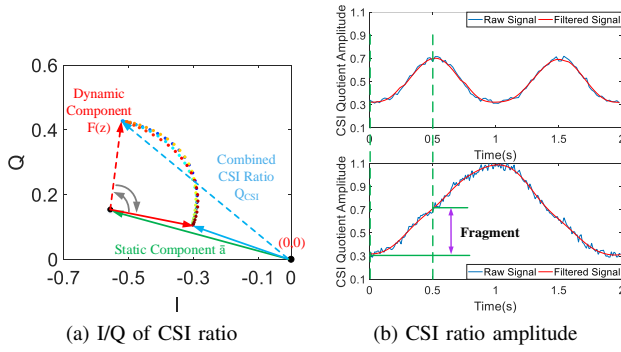 0.6
0.4
0.2
0
Q
-0.7
-0.5
-0.3
-0.1
0
I
Dynamic
Component
F(z)
Combined
CSI Ratio
QCSI
(0,0)
Static Component ā
(a) I/Q of CSI ratio
CSI Quotient Amplitude
1.1
0.9
0.7
0.5
0.3
0.1
Raw Signal
Filtered Signal
0
0.5
1
1.5
2
Time(s)
CSI Quotient Amplitude
1.1
0.9
0.7
0.5
0.3
0.1
Fragment
Raw Signal
Filtered Signal
0
0.5
1
1.5
2
Time(s)
(b) CSI ratio amplitude